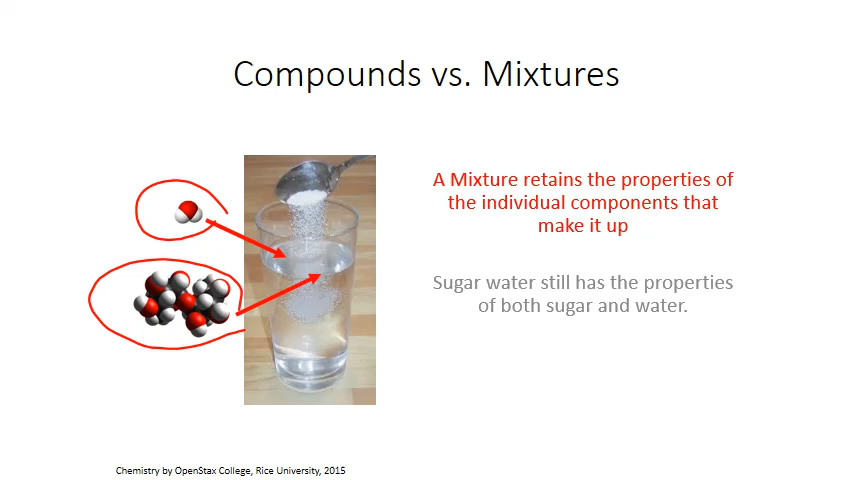 Compounds vs. Mixtures
A Mixture retains the properties of
the individual components that
make it up
Sugar water still has the properties
of both sugar and water.
Chemistry by OpenStax College, Rice University, 2015